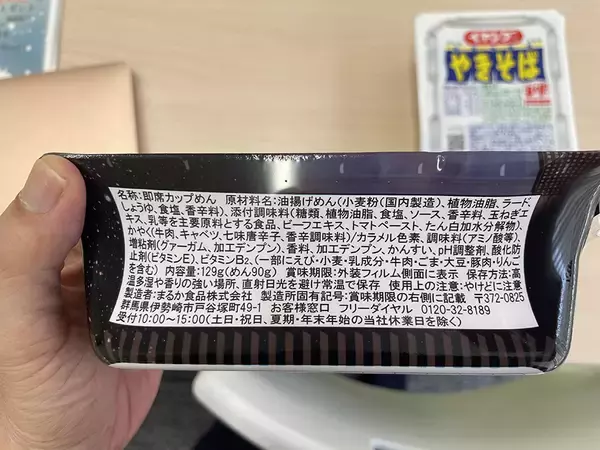 ペヤング
やきそば
名称:即席カップめん 原材料名:油揚げめん(小麦粉(国内製造)、植物油脂、ラード、
しょうゆ、食塩、香辛料)、添付調味料(糖類、植物油脂、食塩、ソース、香辛料、玉ねぎエ
キス、乳等を主要原料とする食品、ビーフエキス、トマトペースト、たん白加水分解物)、
かやく(牛肉、キャベツ、七味唐辛子、香辛調味料)/カラメル色素、調味料(アミノ酸等)、
増粘剤(グァーガム、加工デンプン)、香料、加工デンプン、かんすい、pH調整剤、酸化防
止剤(ビタミンE)、ビタミンB₂、(一部にえび・小麦・乳成分・牛肉・ごま・大豆・豚肉・りんご
を含む) 内容量:129g(めん90g) 賞味期限:外装フィルム側面に表示 保存方法:高
温多湿や香りの強い場所、直射日光を避け常温で保存 使用上の注意:やけどに注意
製造者:まるか食品株式会社 製造所固有記号:賞味期限の右側に記載 〒372-0825
群馬県伊勢崎市戸谷塚町49-1 お客様窓口 フリーダイヤル 0120-32-8189
受付10:00〜15:00(土日・祝日、夏期・年末年始の当社休業日を除く)